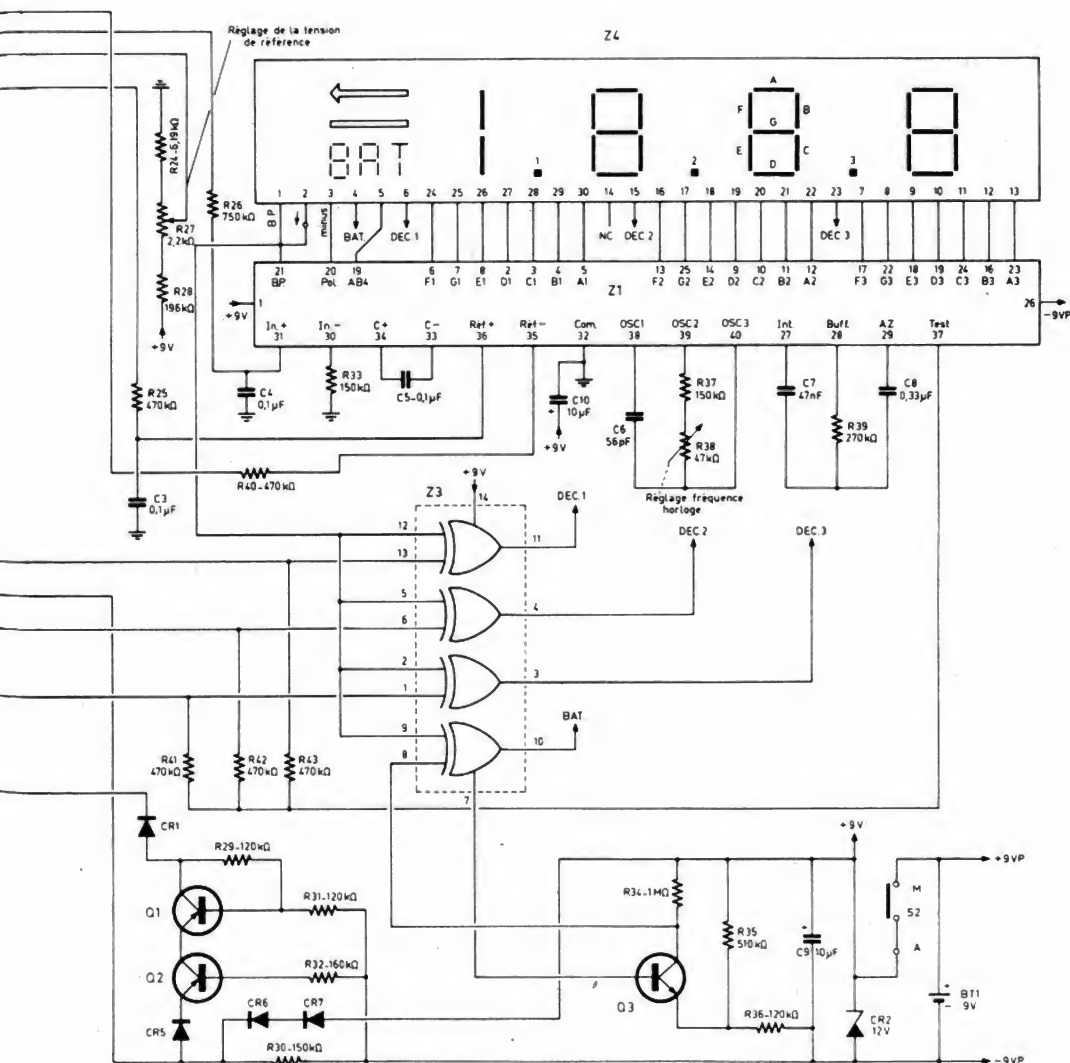 Réglage de la tension
de référence
Z4
A
F B
G
E C
D
BAT
1 2 3
1 2 3 4 5 6 24 25 26 27 28 29 30 14 15 16 17 18 19 20 21 22 23 7 8 9 10 11 12 13
B.P.
minus
BAT. DEC.1 NC DEC 2 DEC 3
21 20 19 6 7 8 2 3 4 5 13 25 14 9 10 11 12 17 22 18 19 24 16 23
BP. Pol. AB4 F1 G1 E1 D1 C1 B1 A1 F2 G2 E2 D2 C2 B2 A2 F3 G3 E3 D3 C3 B3 A3
Z1
1
+9V
26
-9VP
In.+ In.- C+ C- Réf+ Réf- Com. OSC1 OSC2 OSC3 Int. Buff. AZ Test
31 30 34 33 36 35 32 38 39 40 27 28 29 37
R24-6,19kΩ
R26
750kΩ
R27
2,2kΩ
R28
196kΩ
+9V
R25
470kΩ
C4
0,1µF
R33
150kΩ
C5-0,1µF
C10
10µF
+
+9V
C6
56pF
R37
150kΩ
R38
47kΩ
Réglage fréquence
horloge
C7
47nF
R39
270kΩ
C8
0,33µF
R40-470kΩ
C3
0,1µF
Z3
+9V
14
12
13
11
DEC.1
5
6
4
DEC.2
2
1
3
DEC.3
9
8
10
BAT.
7
R41
470kΩ
R42
470kΩ
R43
470kΩ
CR1
R29-120kΩ
Q1
R31-120kΩ
Q2
R32-160kΩ
CR6 CR7
CR5
R30-150kΩ
R34-1MΩ
R35
510kΩ
Q3
R36-120kΩ
+
C9 10µF
+9V
M
S2
A
CR2
12V
+
-
BT1
9V
+9VP
-9VP